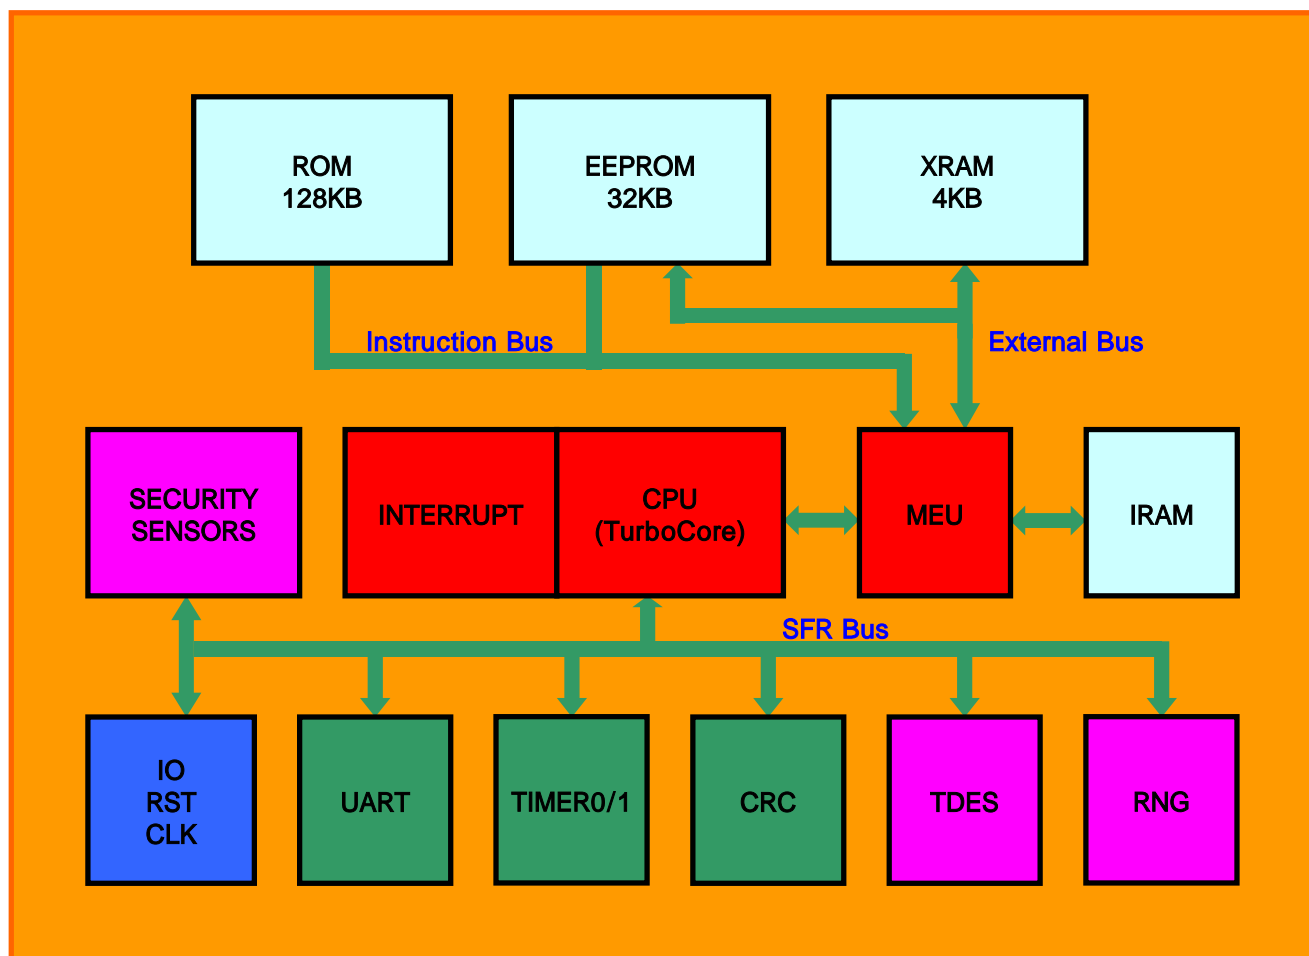 ROM
128KB
EEPROM
32KB
XRAM
4KB
Instruction Bus
External Bus
SECURITY
SENSORS
INTERRUPT
CPU
(TurboCore)
MEU
IRAM
SFR Bus
IO
RST
CLK
UART
TIMER0/1
CRC
TDES
RNG